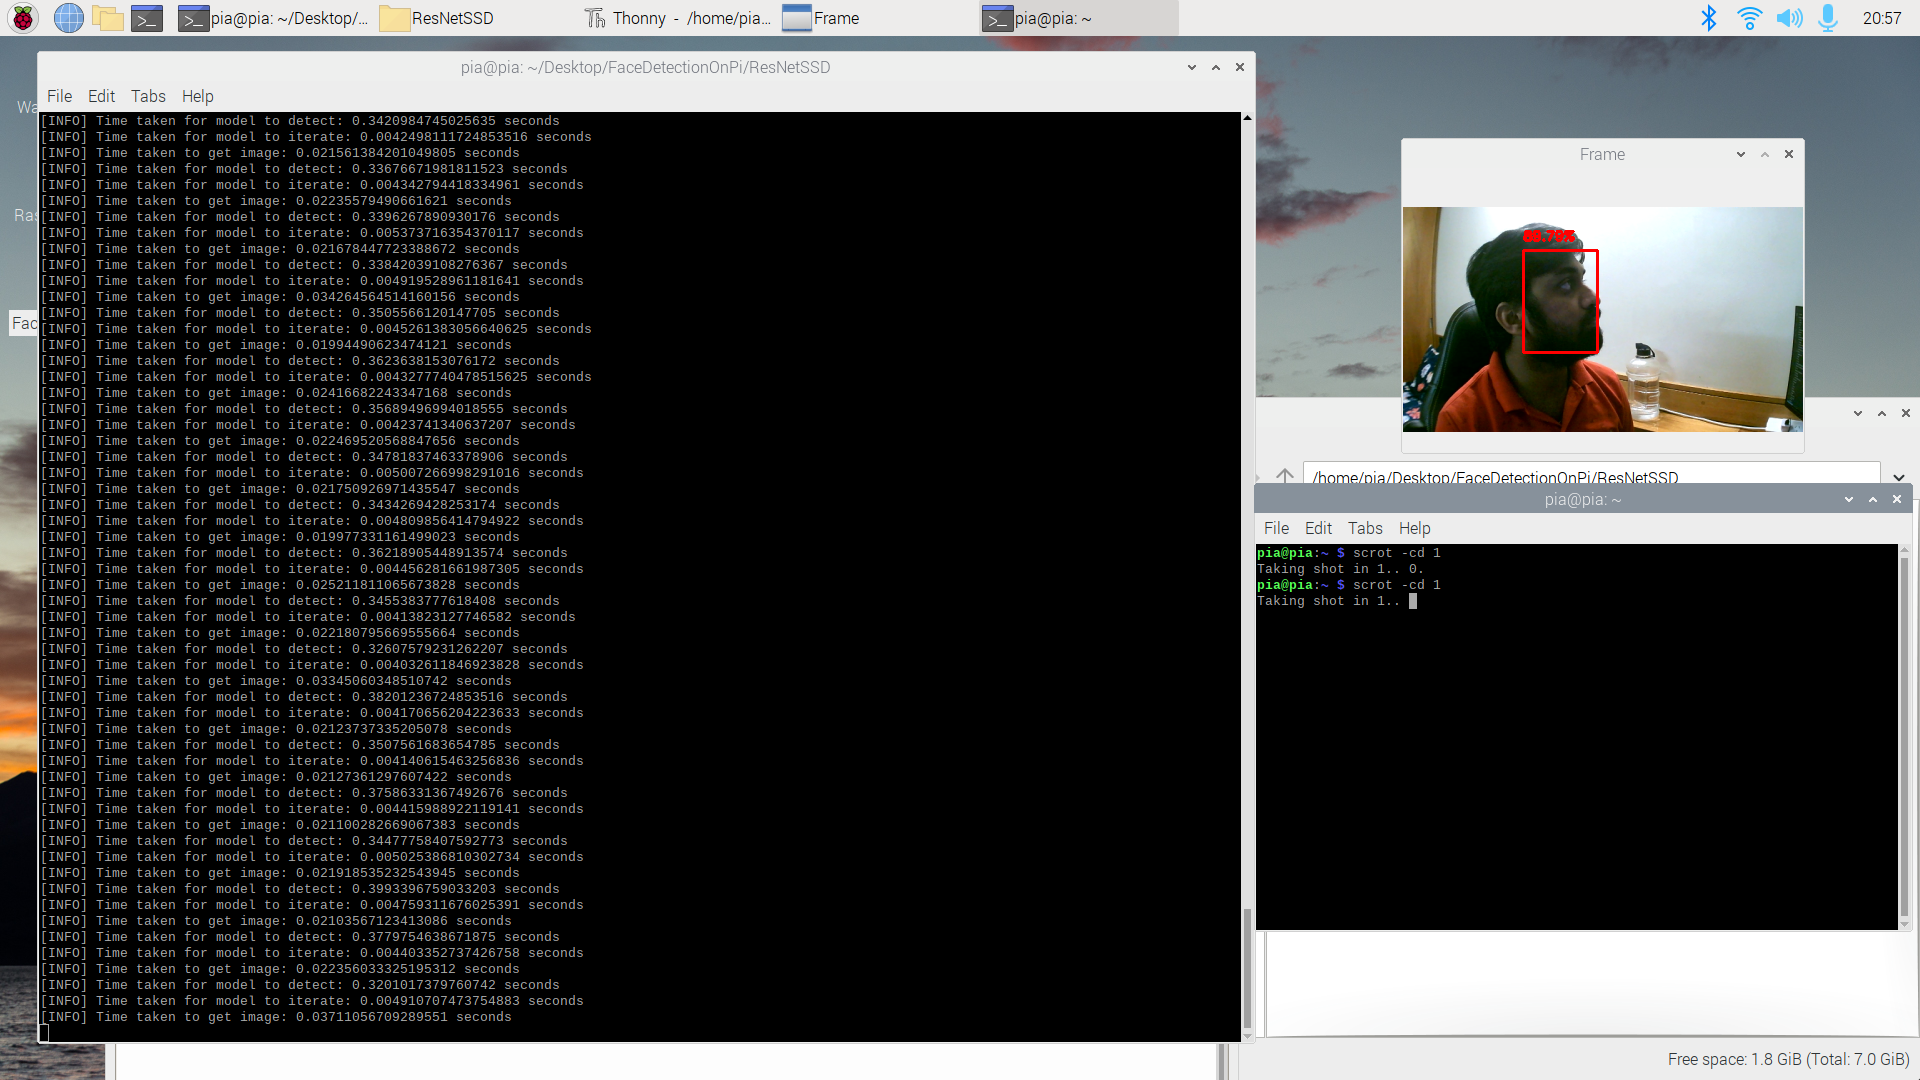 pia@pia: ~/Desktop/...
ResNetSSD
Thonny - /home/pia...
Frame
pia@pia: ~
20:57
pia@pia: ~/Desktop/FaceDetectionOnPi/ResNetSSD
File Edit Tabs Help
[INFO] Time taken for model to detect: 0.3420984745025635 seconds
[INFO] Time taken for model to iterate: 0.0042498111724853516 seconds
[INFO] Time taken to get image: 0.021561384201049805 seconds
[INFO] Time taken for model to detect: 0.33676671981811523 seconds
[INFO] Time taken for model to iterate: 0.004342794418334961 seconds
[INFO] Time taken to get image: 0.02235579490661621 seconds
[INFO] Time taken for model to detect: 0.3396267890930176 seconds
[INFO] Time taken for model to iterate: 0.005373716354370117 seconds
[INFO] Time taken to get image: 0.021678447723388672 seconds
[INFO] Time taken for model to detect: 0.33842039108276367 seconds
[INFO] Time taken for model to iterate: 0.004919528961181641 seconds
[INFO] Time taken to get image: 0.034264564514160156 seconds
[INFO] Time taken for model to detect: 0.3505566120147705 seconds
[INFO] Time taken for model to iterate: 0.0045261383056640625 seconds
[INFO] Time taken to get image: 0.01994490623474121 seconds
[INFO] Time taken for model to detect: 0.3623638153076172 seconds
[INFO] Time taken for model to iterate: 0.0043277740478515625 seconds
[INFO] Time taken to get image: 0.02416682243347168 seconds
[INFO] Time taken for model to detect: 0.35689496994018555 seconds
[INFO] Time taken for model to iterate: 0.00423741340637207 seconds
[INFO] Time taken to get image: 0.022469520568847656 seconds
[INFO] Time taken for model to detect: 0.34781837463378906 seconds
[INFO] Time taken for model to iterate: 0.005007266998291016 seconds
[INFO] Time taken to get image: 0.021750926971435547 seconds
[INFO] Time taken for model to detect: 0.3434269428253174 seconds
[INFO] Time taken for model to iterate: 0.004809856414794922 seconds
[INFO] Time taken to get image: 0.019977331161499023 seconds
[INFO] Time taken for model to detect: 0.36218905448913574 seconds
[INFO] Time taken for model to iterate: 0.004456281661987305 seconds
[INFO] Time taken to get image: 0.025211811065673828 seconds
[INFO] Time taken for model to detect: 0.3455383777618408 seconds
[INFO] Time taken for model to iterate: 0.00413823127746582 seconds
[INFO] Time taken to get image: 0.022180795669555664 seconds
[INFO] Time taken for model to detect: 0.32607579231262207 seconds
[INFO] Time taken for model to iterate: 0.004032611846923828 seconds
[INFO] Time taken to get image: 0.03345060348510742 seconds
[INFO] Time taken for model to detect: 0.38201236724853516 seconds
[INFO] Time taken for model to iterate: 0.004170656204223633 seconds
[INFO] Time taken to get image: 0.02123737335205078 seconds
[INFO] Time taken for model to detect: 0.3507561683654785 seconds
[INFO] Time taken for model to iterate: 0.004140615463256836 seconds
[INFO] Time taken to get image: 0.02127361297607422 seconds
[INFO] Time taken for model to detect: 0.37586331367492676 seconds
[INFO] Time taken for model to iterate: 0.004415988922119141 seconds
[INFO] Time taken to get image: 0.021100282669067383 seconds
[INFO] Time taken for model to detect: 0.34477758407592773 seconds
[INFO] Time taken for model to iterate: 0.005025386810302734 seconds
[INFO] Time taken to get image: 0.021918535232543945 seconds
[INFO] Time taken for model to detect: 0.3993396759033203 seconds
[INFO] Time taken for model to iterate: 0.004759311676025391 seconds
[INFO] Time taken to get image: 0.02103567123413086 seconds
[INFO] Time taken for model to detect: 0.3779754638671875 seconds
[INFO] Time taken for model to iterate: 0.004403352737426758 seconds
[INFO] Time taken to get image: 0.022356033325195312 seconds
[INFO] Time taken for model to detect: 0.3201017379760742 seconds
[INFO] Time taken for model to iterate: 0.004910707473754883 seconds
[INFO] Time taken to get image: 0.03711056709289551 seconds
Frame
/home/pia/Desktop/FaceDetectionOnPi/ResNetSSD
pia@pia: ~
File Edit Tabs Help
pia@pia:~ $ scrot -cd 1
Taking shot in 1.. 0.
pia@pia:~ $ scrot -cd 1
Taking shot in 1..
Free space: 1.8 GiB (Total: 7.0 GiB)